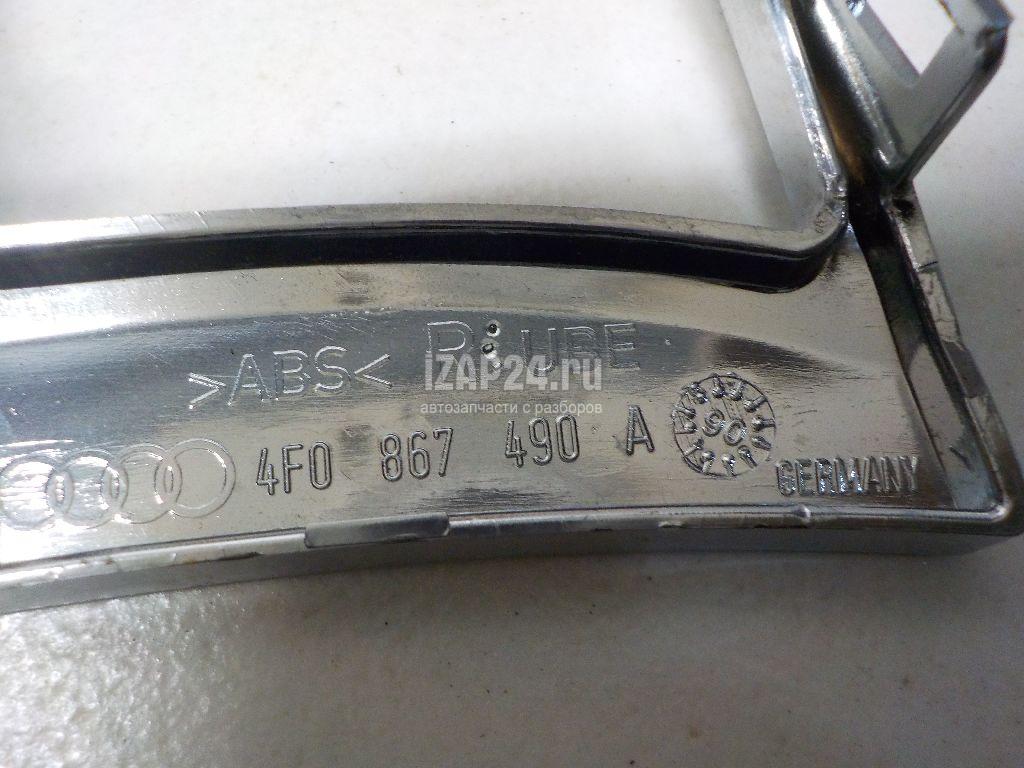 >ABS<
iZAP24.ru
автозапчасти с разборов
4F0 867 490 A
GERMANY